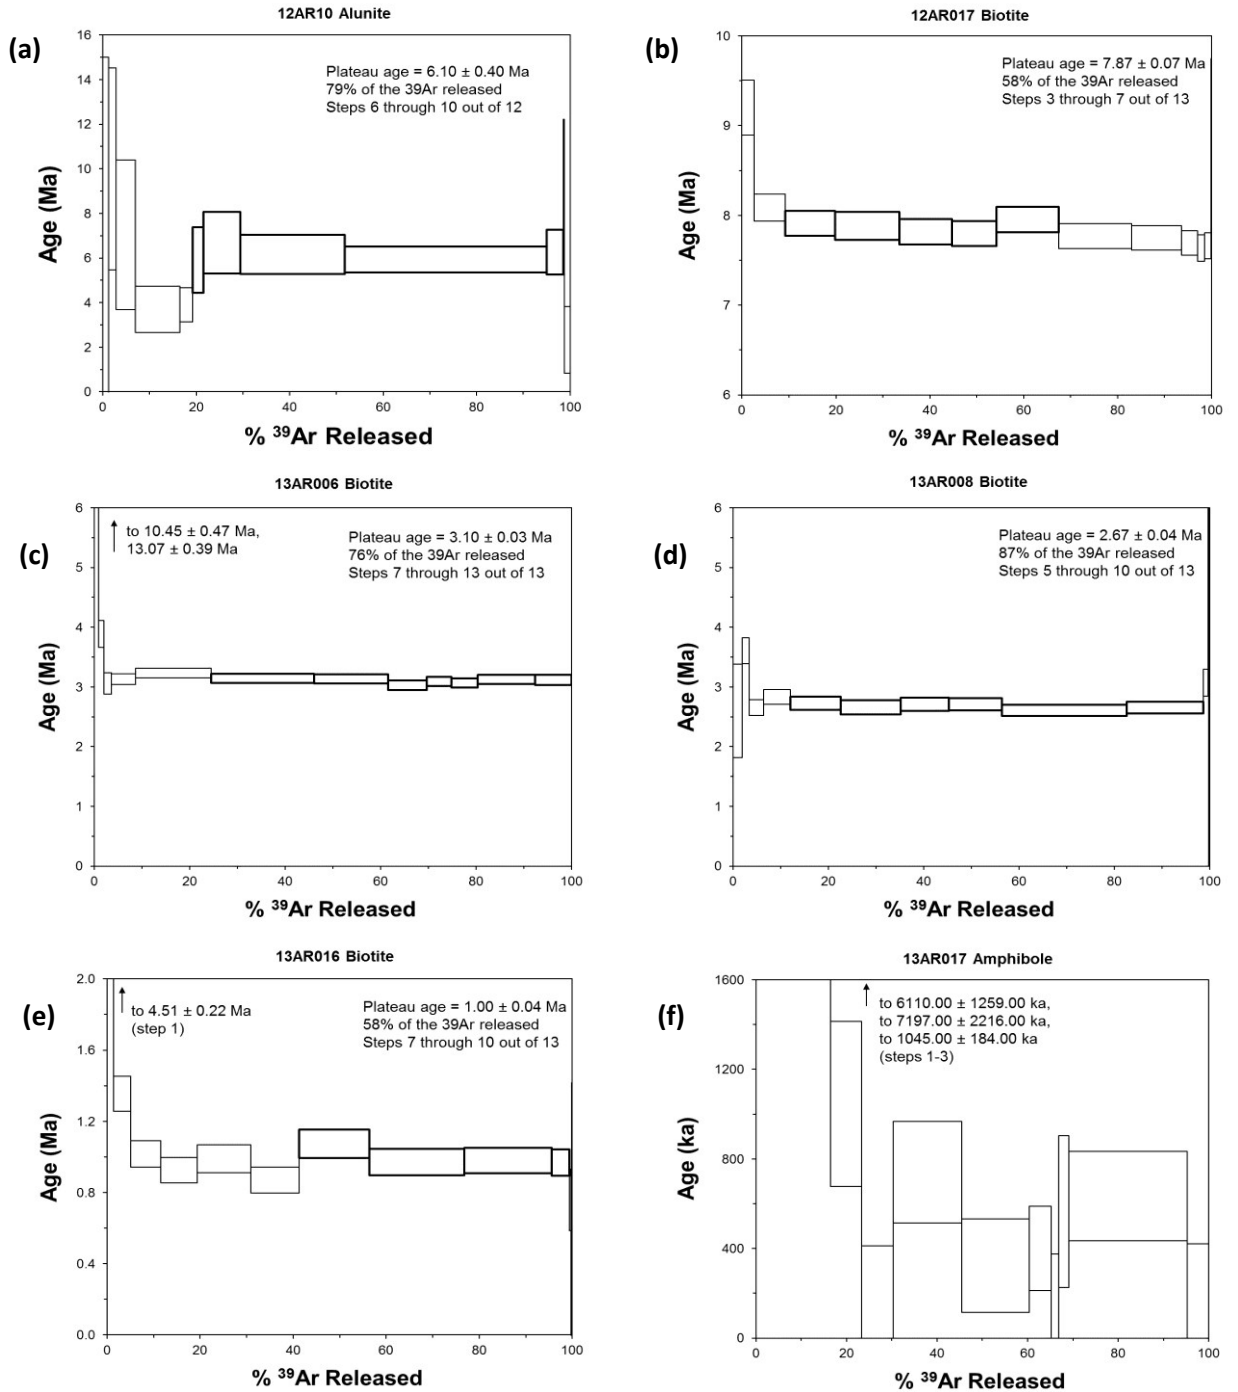 12AR10 Alunite
(a)
16
14
12
10
8
6
4
2
0
Age (Ma)
Plateau age = 6.10 ± 0.40 Ma
79% of the 39Ar released
Steps 6 through 10 out of 12
0 20 40 60 80 100
% ³⁹Ar Released
12AR017 Biotite
(b)
10
9
8
7
6
Age (Ma)
Plateau age = 7.87 ± 0.07 Ma
58% of the 39Ar released
Steps 3 through 7 out of 13
0 20 40 60 80 100
% ³⁹Ar Released
13AR006 Biotite
(c)
6
5
4
3
2
1
0
Age (Ma)
to 10.45 ± 0.47 Ma,
13.07 ± 0.39 Ma
Plateau age = 3.10 ± 0.03 Ma
76% of the 39Ar released
Steps 7 through 13 out of 13
0 20 40 60 80 100
% ³⁹Ar Released
13AR008 Biotite
(d)
6
5
4
3
2
1
0
Age (Ma)
Plateau age = 2.67 ± 0.04 Ma
87% of the 39Ar released
Steps 5 through 10 out of 13
0 20 40 60 80 100
% ³⁹Ar Released
13AR016 Biotite
(e)
2.0
1.6
1.2
0.8
0.4
0.0
Age (Ma)
to 4.51 ± 0.22 Ma
(step 1)
Plateau age = 1.00 ± 0.04 Ma
58% of the 39Ar released
Steps 7 through 10 out of 13
0 20 40 60 80 100
% ³⁹Ar Released
13AR017 Amphibole
(f)
1600
1200
800
400
0
Age (ka)
to 6110.00 ± 1259.00 ka,
to 7197.00 ± 2216.00 ka,
to 1045.00 ± 184.00 ka
(steps 1-3)
0 20 40 60 80 100
% ³⁹Ar Released